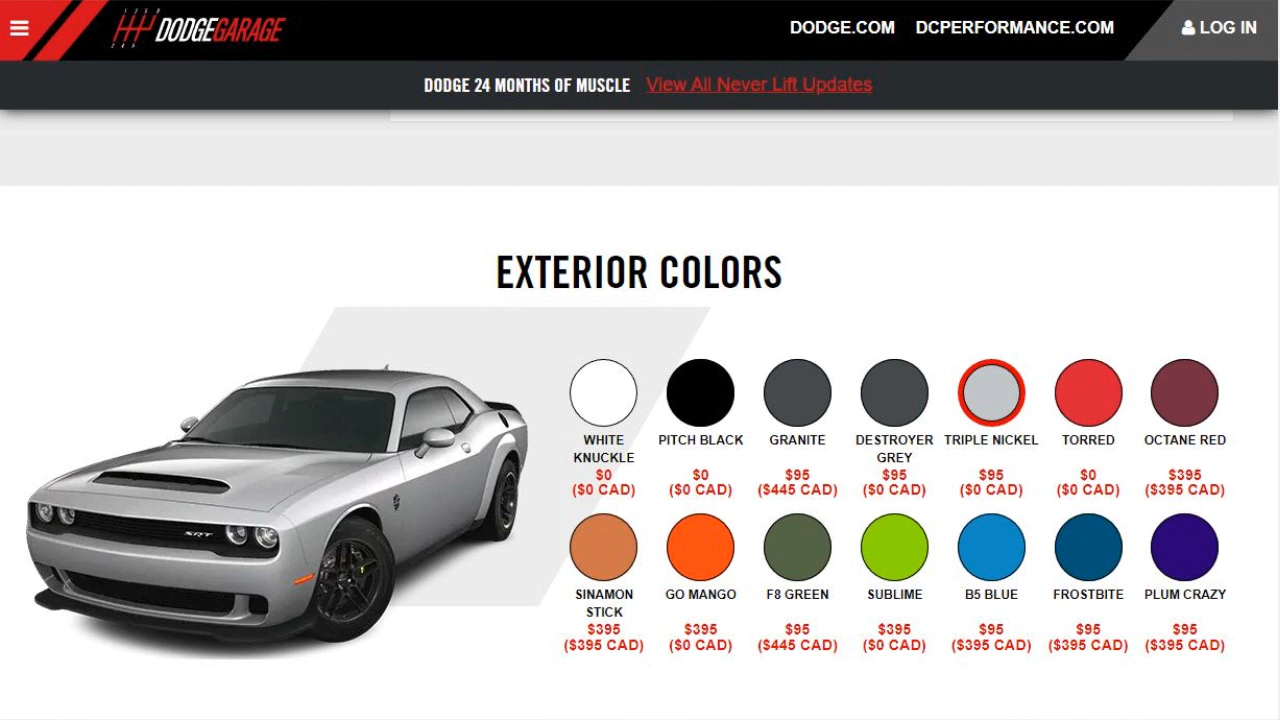 DODGEGARAGE
DODGE.COM DCPERFORMANCE.COM LOG IN
DODGE 24 MONTHS OF MUSCLE View All Never Lift Updates
EXTERIOR COLORS
WHITE KNUCKLE
$0
($0 CAD)
PITCH BLACK
$0
($0 CAD)
GRANITE
$95
($445 CAD)
DESTROYER GREY
$95
($0 CAD)
TRIPLE NICKEL
$95
($0 CAD)
TORRED
$0
($0 CAD)
OCTANE RED
$395
($395 CAD)
SINAMON STICK
$395
($395 CAD)
GO MANGO
$395
($0 CAD)
F8 GREEN
$95
($445 CAD)
SUBLIME
$395
($0 CAD)
B5 BLUE
$95
($395 CAD)
FROSTBITE
$95
($395 CAD)
PLUM CRAZY
$95
($395 CAD)
SRT